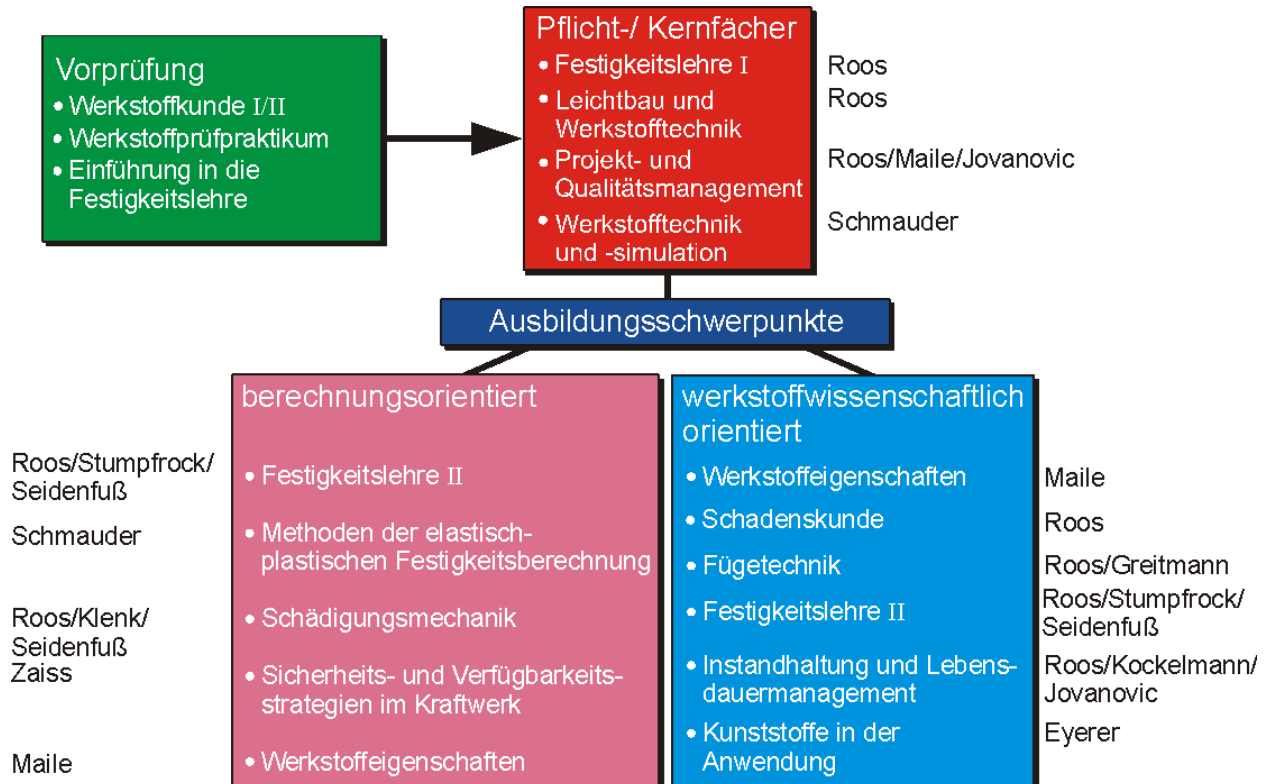 Vorprüfung
• Werkstoffkunde I/II
• Werkstoffprüfpraktikum
• Einführung in die
Festigkeitslehre
Pflicht-/ Kernfächer
• Festigkeitslehre I
• Leichtbau und
Werkstofftechnik
• Projekt- und
Qualitätsmanagement
• Werkstofftechnik
und -simulation
Roos
Roos
Roos/Maile/Jovanovic
Schmauder
Ausbildungsschwerpunkte
Roos/Stumpfrock/
Seidenfuß
Schmauder
Roos/Klenk/
Seidenfuß
Zaiss
Maile
berechnungsorientiert
• Festigkeitslehre II
• Methoden der elastisch-
plastischen Festigkeitsberechnung
• Schädigungsmechanik
• Sicherheits- und Verfügbarkeits-
strategien im Kraftwerk
• Werkstoffeigenschaften
werkstoffwissenschaftlich
orientiert
• Werkstoffeigenschaften
• Schadenskunde
• Fügetechnik
• Festigkeitslehre II
• Instandhaltung und Lebens-
dauermanagement
• Kunststoffe in der
Anwendung
Maile
Roos
Roos/Greitmann
Roos/Stumpfrock/
Seidenfuß
Roos/Kockelmann/
Jovanovic
Eyerer